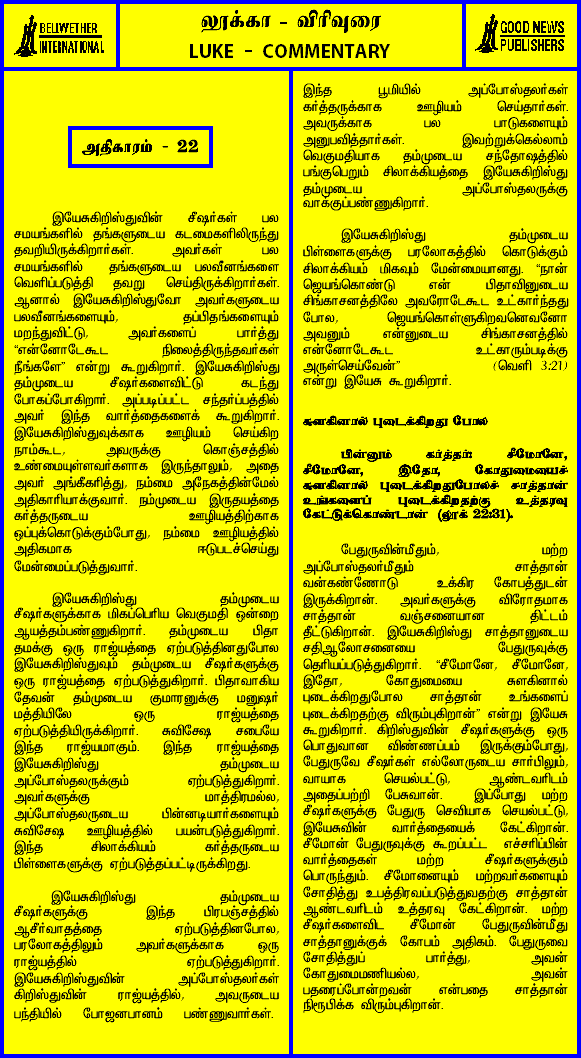 BELWETHER
INTERNATIONAL
லூக்கா - விரிவுரை
LUKE - COMMENTARY
GOOD NEWS
PUBLISHERS
அதிகாரம் - 22
இயேசுகிறிஸ்துவின் சீஷர்கள் பல
சமயங்களில் தங்களுடைய கடமைகளிலிருந்து
தவறியிருக்கிறார்கள். அவர்கள் பல
சமயங்களில் தங்களுடைய பலவீனங்களை
வெளிப்படுத்தி தவறு செய்திருக்கிறார்கள்.
ஆனால் இயேசுகிறிஸ்துவோ அவர்களுடைய
பலவீனங்களையும், தப்பிதங்களையும்
மறந்துவிட்டு, அவர்களைப் பார்த்து
“என்னோடேகூட நிலைத்திருந்தவர்கள்
நீங்களே” என்று கூறுகிறார். இயேசுகிறிஸ்து
தம்முடைய சீஷர்களைவிட்டு கடந்து
போகப்போகிறார். அப்படிப்பட்ட சந்தர்ப்பத்தில்
அவர் இந்த வார்த்தைகளைக் கூறுகிறார்.
இயேசுகிறிஸ்துவுக்காக ஊழியம் செய்கிற
நாம்கூட, அவருக்கு கொஞ்சத்தில்
உண்மையுள்ளவர்களாக இருந்தாலும், அதை
அவர் அங்கீகரித்து, நம்மை அநேகத்தின்மேல்
அதிகாரியாக்குவார். நம்முடைய இருதயத்தை
கர்த்தருடைய ஊழியத்திற்காக
ஒப்புக்கொடுக்கும்போது, நம்மை ஊழியத்தில்
அதிகமாக ஈடுபடச்செய்து
மேன்மைப்படுத்துவார்.
இயேசுகிறிஸ்து தம்முடைய
சீஷர்களுக்காக மிகப்பெரிய வெகுமதி ஒன்றை
ஆயத்தம்பண்ணுகிறார். தம்முடைய பிதா
தமக்கு ஒரு ராஜ்யத்தை ஏற்படுத்தினதுபோல
இயேசுகிறிஸ்துவும் தம்முடைய சீஷர்களுக்கு
ஒரு ராஜ்யத்தை ஏற்படுத்துகிறார். பிதாவாகிய
தேவன் தம்முடைய குமாரனுக்கு மனுஷர்
மத்தியிலே ஒரு ராஜ்யத்தை
ஏற்படுத்தியிருக்கிறார். சுவிசேஷ சபையே
இந்த ராஜ்யமாகும். இந்த ராஜ்யத்தை
இயேசுகிறிஸ்து தம்முடைய
அப்போஸ்தலருக்கும் ஏற்படுத்துகிறார்.
அவர்களுக்கு மாத்திரமல்ல,
அப்போஸ்தலருடைய பின்னடியார்களையும்
சுவிசேஷ ஊழியத்தில் பயன்படுத்துகிறார்.
இந்த சிலாக்கியம் கர்த்தருடைய
பிள்ளைகளுக்கு ஏற்படுத்தப்பட்டிருக்கிறது.
இயேசுகிறிஸ்து தம்முடைய
சீஷர்களுக்கு இந்த பிரபஞ்சத்தில்
ஆசீர்வாதத்தை ஏற்படுத்தினபோல,
பரலோகத்திலும் அவர்களுக்காக ஒரு
ராஜ்யத்தில் ஏற்படுத்துகிறார்.
இயேசுகிறிஸ்துவின் அப்போஸ்தலர்கள்
கிறிஸ்துவின் ராஜ்யத்தில், அவருடைய
பந்தியில் போஜனபானம் பண்ணுவார்கள்.
இந்த பூமியில் அப்போஸ்தலர்கள்
கர்த்தருக்காக ஊழியம் செய்தார்கள்.
அவருக்காக பல பாடுகளையும்
அனுபவித்தார்கள். இவற்றுக்கெல்லாம்
வெகுமதியாக தம்முடைய சந்தோஷத்தில்
பங்குபெறும் சிலாக்கியத்தை இயேசுகிறிஸ்து
தம்முடைய அப்போஸ்தலருக்கு
வாக்குப்பண்ணுகிறார்.
இயேசுகிறிஸ்து தம்முடைய
பிள்ளைகளுக்கு பரலோகத்தில் கொடுக்கும்
சிலாக்கியம் மிகவும் மேன்மையானது. “நான்
ஜெயங்கொண்டு என் பிதாவினுடைய
சிங்காசனத்திலே அவரோடேகூட உட்கார்ந்தது
போல, ஜெயங்கொள்ளுகிறவனெவனோ
அவனும் என்னுடைய சிங்காசனத்தில்
என்னோடேகூட உட்காரும்படிக்கு
அருள்செய்வேன்” (வெளி 3:21)
என்று இயேசு கூறுகிறார்.
சுளகினால் புடைக்கிறது போல
பின்னும் கர்த்தர்: சீமோனே,
சீமோனே, இதோ, கோதுமையைச்
சுளகினால் புடைக்கிறதுபோலச் சாத்தான்
உங்களைப் புடைக்கிறதற்கு உத்தரவு
கேட்டுக்கொண்டான் (லூக் 22:31).
பேதுருவின்மீதும், மற்ற
அப்போஸ்தலர்மீதும் சாத்தான்
வன்கண்ணோடு உக்கிர கோபத்துடன்
இருக்கிறான். அவர்களுக்கு விரோதமாக
சாத்தான் வஞ்சனையான திட்டம்
தீட்டுகிறான். இயேசுகிறிஸ்து சாத்தானுடைய
சதிஆலோசனையை பேதுருவுக்கு
தெரியப்படுத்துகிறார். “சீமோனே, சீமோனே,
இதோ, கோதுமையை சுளகினால்
புடைக்கிறதுபோல சாத்தான் உங்களைப்
புடைக்கிறதற்கு விரும்புகிறான்” என்று இயேசு
கூறுகிறார். கிறிஸ்துவின் சீஷர்களுக்கு ஒரு
பொதுவான விண்ணப்பம் இருக்கும்போது,
பேதுருவே சீஷர்கள் எல்லோருடைய சார்பிலும்,
வாயாக செயல்பட்டு, ஆண்டவரிடம்
அதைப்பற்றி பேசுவான். இப்போது மற்ற
சீஷர்களுக்கு பேதுரு செவியாக செயல்பட்டு,
இயேசுவின் வார்த்தையைக் கேட்கிறான்.
சீமோன் பேதுருவுக்கு கூறப்பட்ட எச்சரிப்பின்
வார்த்தைகள் மற்ற சீஷர்களுக்கும்
பொருந்தும். சீமோனையும் மற்றவர்களையும்
சோதித்து உபத்திரவப்படுத்துவதற்கு சாத்தான்
ஆண்டவரிடம் உத்தரவு கேட்கிறான். மற்ற
சீஷர்களைவிட சீமோன் பேதுருவின்மீது
சாத்தானுக்குக் கோபம் அதிகம். பேதுருவை
சோதித்துப் பார்த்து, அவன்
கோதுமைமணியல்ல, அவன்
பதரைப்போன்றவன் என்பதை சாத்தான்
நிரூபிக்க விரும்புகிறான்.